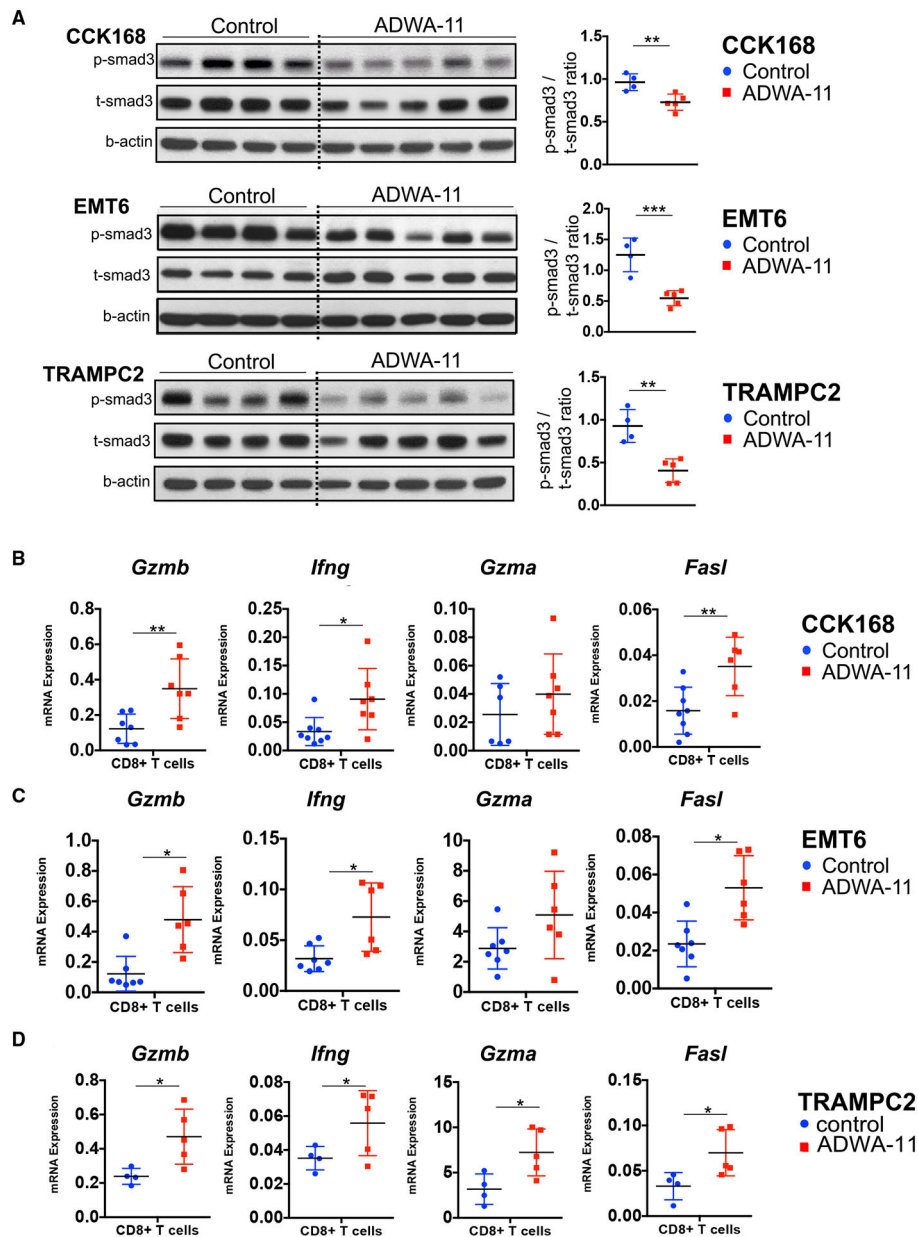 A
Control ADWA-11
CCK168
p-smad3
t-smad3
b-actin
p-smad3 /
t-smad3 ratio
1.5
1.0
0.5
0.0
**
CCK168
Control
ADWA-11
Control ADWA-11
EMT6
p-smad3
t-smad3
b-actin
p-smad3 /
t-smad3 ratio
2.0
1.5
1.0
0.5
0.0
***
EMT6
Control
ADWA-11
Control ADWA-11
TRAMPC2
p-smad3
t-smad3
b-actin
p-smad3 /
t-smad3 ratio
1.5
1.0
0.5
0.0
**
TRAMPC2
Control
ADWA-11
B
Gzmb
mRNA Expression
0.8
0.6
0.4
0.2
0.0
**
CD8+ T cells
Ifng
mRNA Expression
0.25
0.20
0.15
0.10
0.05
0.00
*
CD8+ T cells
Gzma
mRNA Expression
0.10
0.08
0.06
0.04
0.02
0.00
CD8+ T cells
Fasl
mRNA Expression
0.06
0.04
0.02
0.00
**
CD8+ T cells
CCK168
Control
ADWA-11
C
Gzmb
mRNA Expression
1.0
0.8
0.6
0.4
0.2
0.0
*
CD8+ T cells
Ifng
mRNA Expression
0.15
0.10
0.05
0.00
*
CD8+ T cells
Gzma
mRNA Expression
10
8
6
4
2
0
CD8+ T cells
Fasl
mRNA Expression
0.08
0.06
0.04
0.02
0.00
*
CD8+ T cells
EMT6
Control
ADWA-11
D
Gzmb
mRNA Expression
0.8
0.6
0.4
0.2
0.0
*
CD8+ T cells
Ifng
mRNA Expression
0.08
0.06
0.04
0.02
0.00
*
CD8+ T cells
Gzma
mRNA Expression
15
10
5
0
*
CD8+ T cells
Fasl
mRNA Expression
0.15
0.10
0.05
0.00
*
CD8+ T cells
TRAMPC2
control
ADWA-11